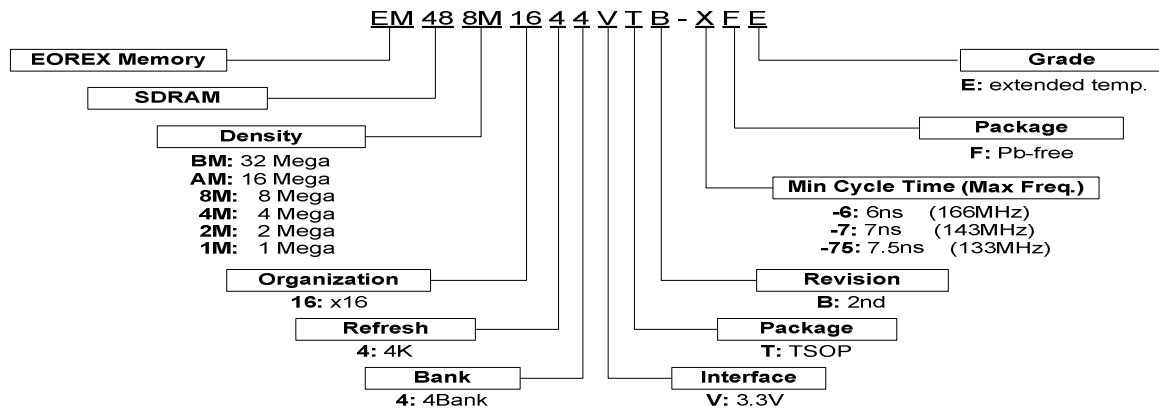 EM 48 8M 16 4 4 V T B - X F E
EOREX Memory
SDRAM
Density
BM: 32 Mega
AM: 16 Mega
8M: 8 Mega
4M: 4 Mega
2M: 2 Mega
1M: 1 Mega
Organization
16: x16
Refresh
4: 4K
Bank
4: 4Bank
Grade
E: extended temp.
Package
F: Pb-free
Min Cycle Time (Max Freq.)
-6: 6ns (166MHz)
-7: 7ns (143MHz)
-75: 7.5ns (133MHz)
Revision
B: 2nd
Package
T: TSOP
Interface
V: 3.3V